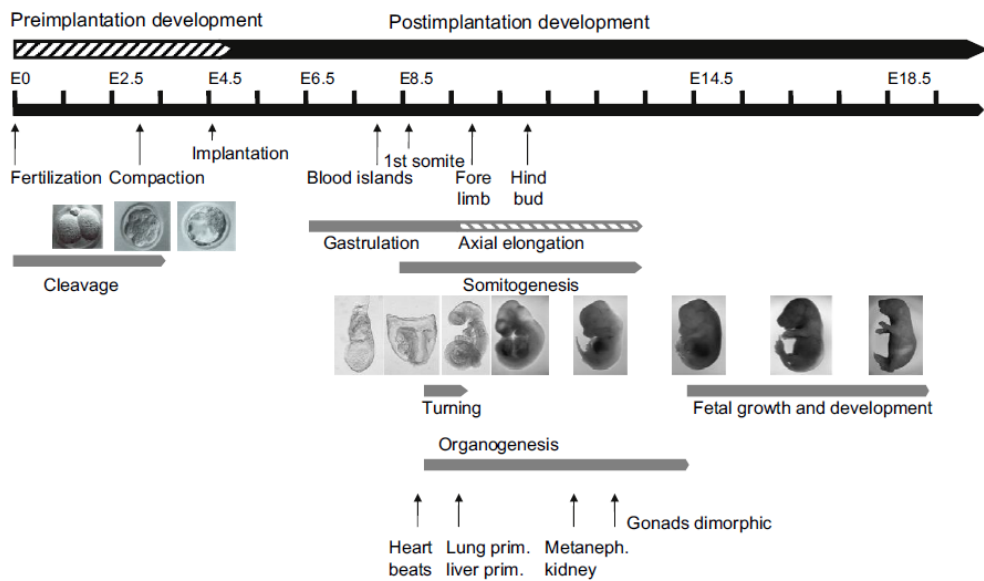 Preimplantation development
Postimplantation development
E0
E2.5
E4.5
E6.5
E8.5
E14.5
E18.5
Implantation
1st somite
Fertilization
Compaction
Blood islands
Fore
limb
Hind
bud
Gastrulation
Axial elongation
Cleavage
Somitogenesis
Turning
Fetal growth and development
Organogenesis
Gonads dimorphic
Heart
beats
Lung prim.
liver prim.
Metaneph.
kidney